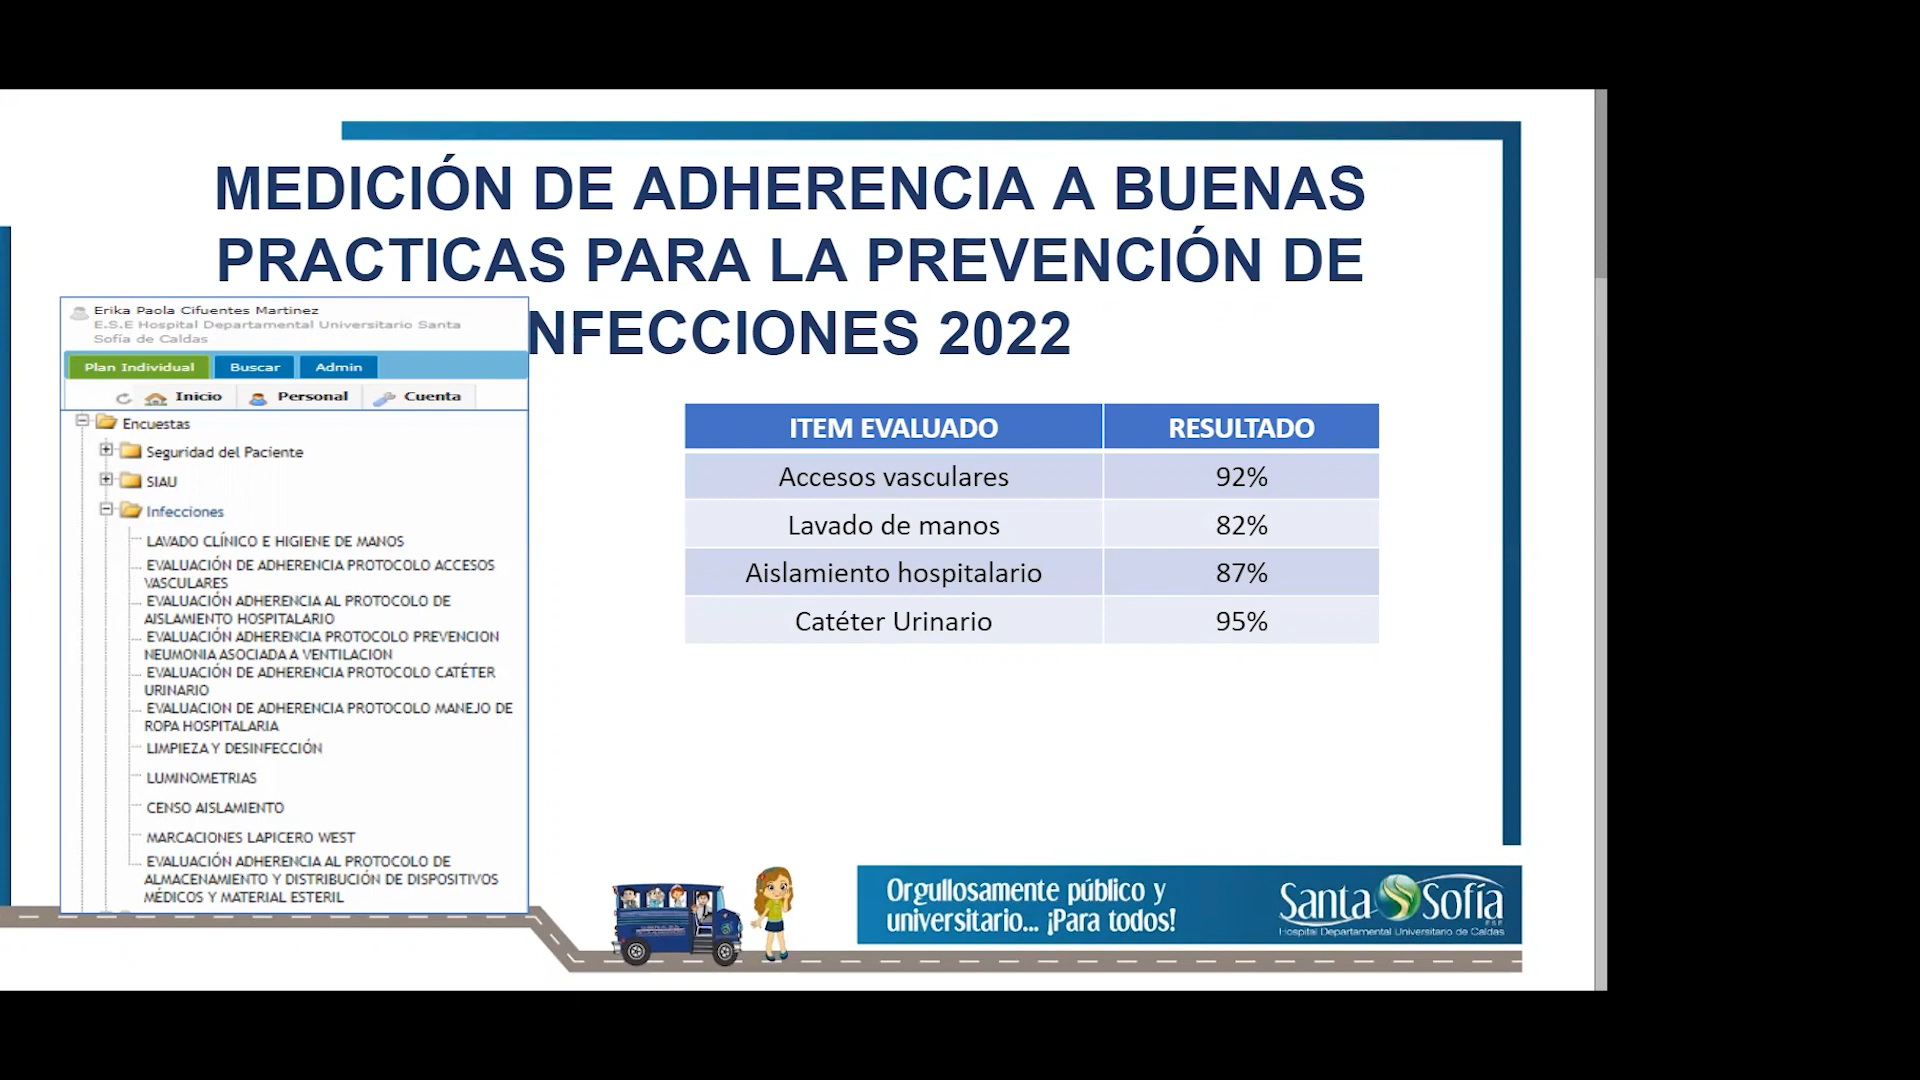 MEDICIÓN DE ADHERENCIA A BUENAS
PRACTICAS PARA LA PREVENCIÓN DE
NFECCIONES 2022
Erika Paola Cifuentes Martinez
E.S.E Hospital Departamental Universitario Santa
Sofía de Caldas
Plan Individual Buscar Admin
Inicio Personal Cuenta
Encuestas
Seguridad del Paciente
SIAU
Infecciones
LAVADO CLÍNICO E HIGIENE DE MANOS
EVALUACIÓN DE ADHERENCIA PROTOCOLO ACCESOS
VASCULARES
EVALUACIÓN ADHERENCIA AL PROTOCOLO DE
AISLAMIENTO HOSPITALARIO
EVALUACIÓN ADHERENCIA PROTOCOLO PREVENCION
NEUMONIA ASOCIADA A VENTILACION
EVALUACIÓN DE ADHERENCIA PROTOCOLO CATÉTER
URINARIO
EVALUACION DE ADHERENCIA PROTOCOLO MANEJO DE
ROPA HOSPITALARIA
LIMPIEZA Y DESINFECCIÓN
LUMINOMETRIAS
CENSO AISLAMIENTO
MARCACIONES LAPICERO WEST
EVALUACIÓN ADHERENCIA AL PROTOCOLO DE
ALMACENAMIENTO Y DISTRIBUCIÓN DE DISPOSITIVOS
MÉDICOS Y MATERIAL ESTERIL
ITEM EVALUADO RESULTADO
Accesos vasculares 92%
Lavado de manos 82%
Aislamiento hospitalario 87%
Catéter Urinario 95%
Orgullosamente público y
universitario... ¡Para todos!
Santa Sofía
E.S.E
Hospital Departamental Universitario de Caldas